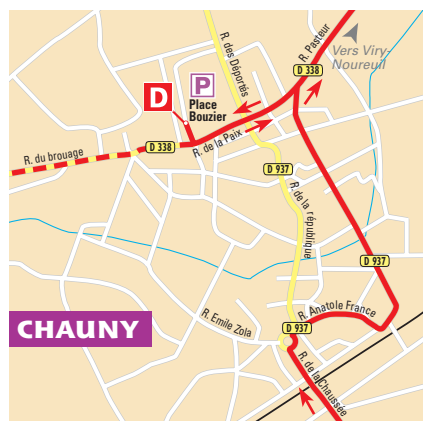 R. des Déportés
R. Pasteur
Vers Viry-
Noureuil
D 338
D
P
Place
Bouzier
R. de la Paix
D 338
R. du brouage
D 937
R. de la république
D 937
R. Anatole France
R. Emile Zola
D 937
CHAUNY
R. de la Chaussée